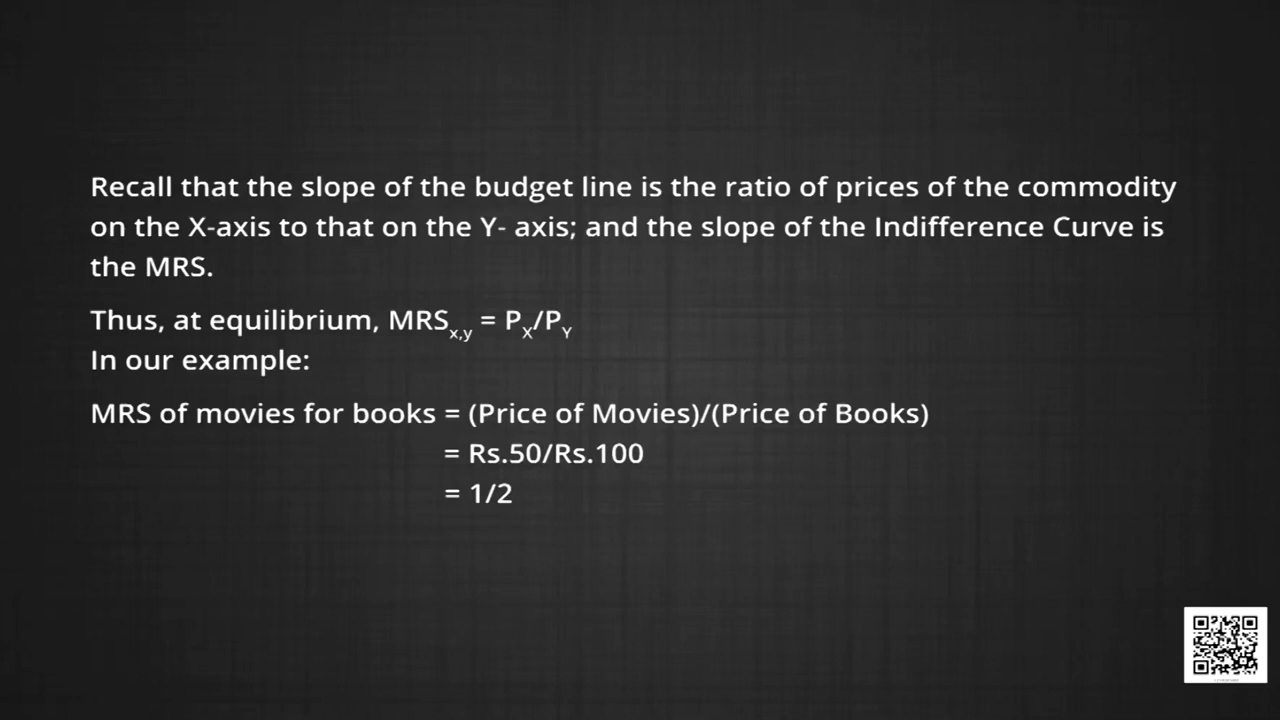 Recall that the slope of the budget line is the ratio of prices of the commodity
on the X-axis to that on the Y- axis; and the slope of the Indifference Curve is
the MRS.
Thus, at equilibrium, MRSx,y = PX/PY
In our example:
MRS of movies for books = (Price of Movies)/(Price of Books)
= Rs.50/Rs.100
= 1/2